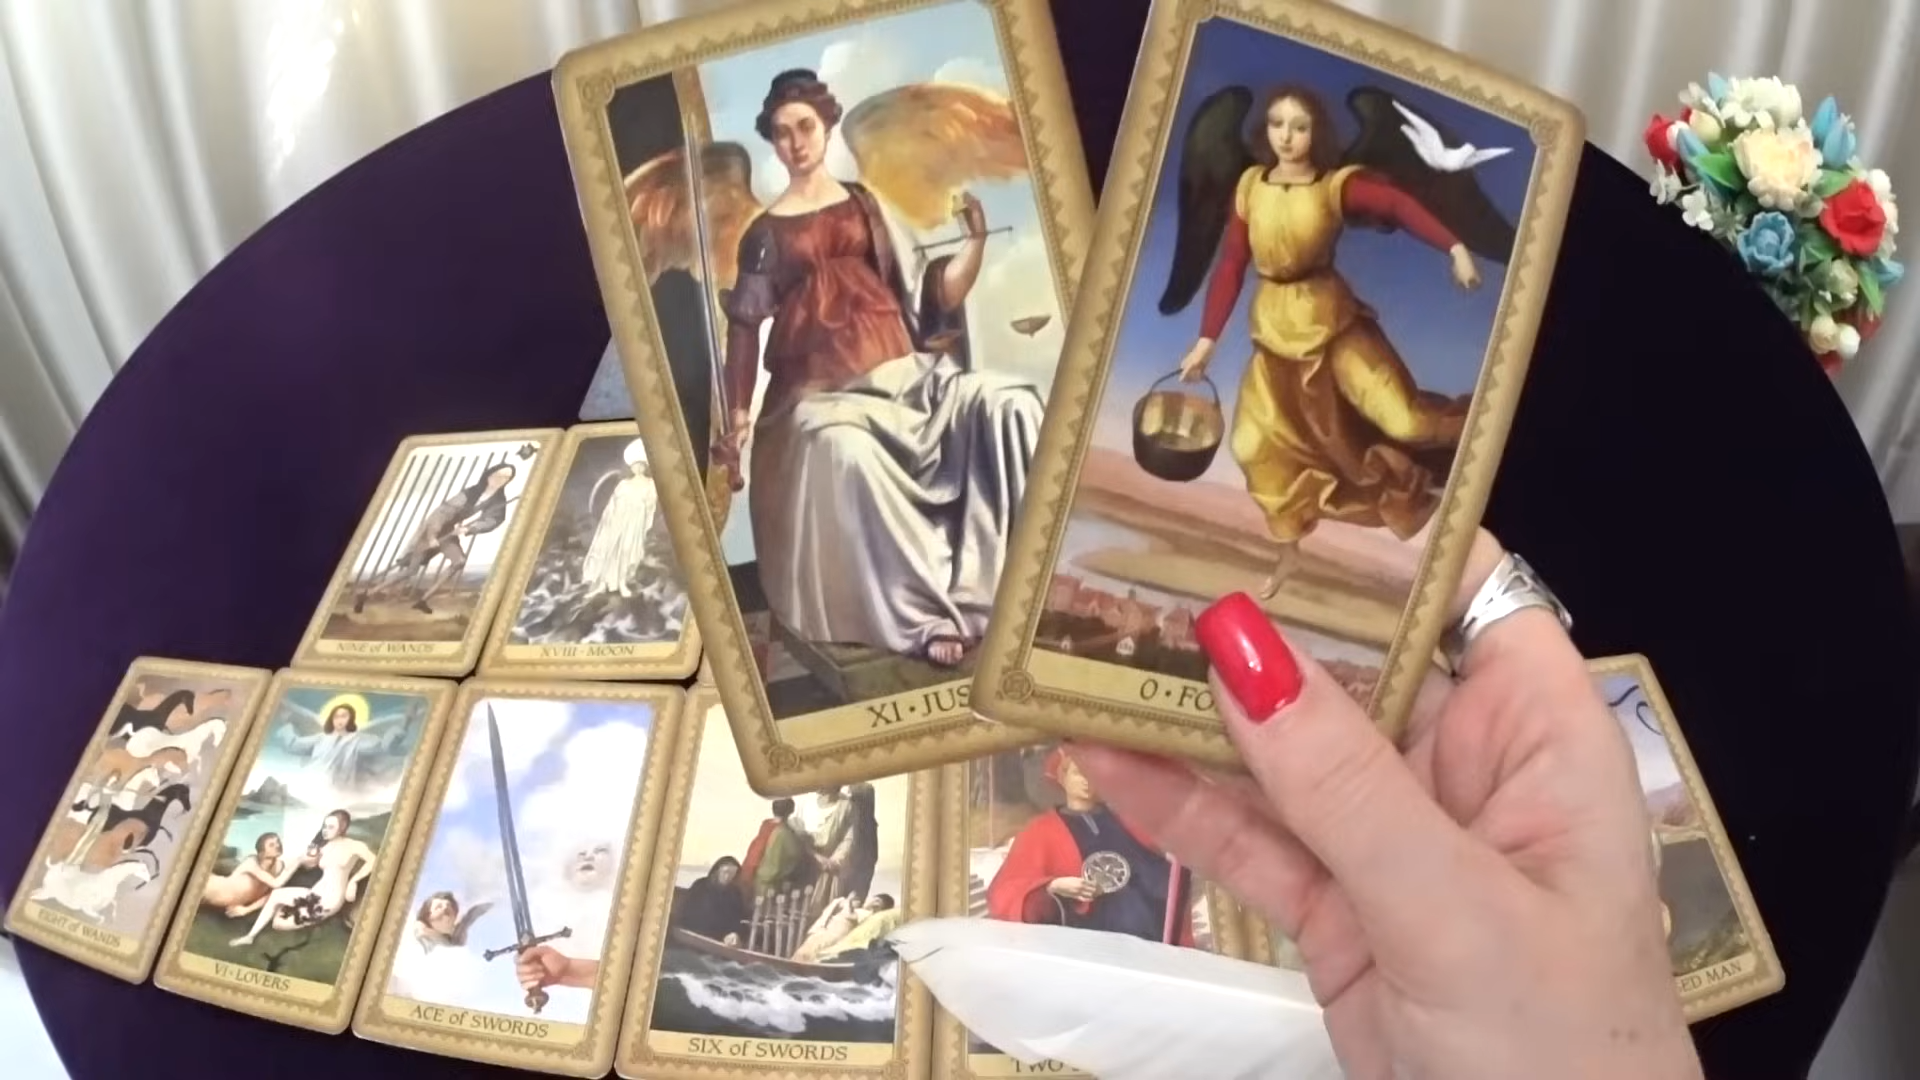 XI · JUS
0 · FO
NINE of WANDS
XVIII · MOON
EIGHT of WANDS
VI · LOVERS
ACE of SWORDS
SIX of SWORDS
TWO
ED MAN